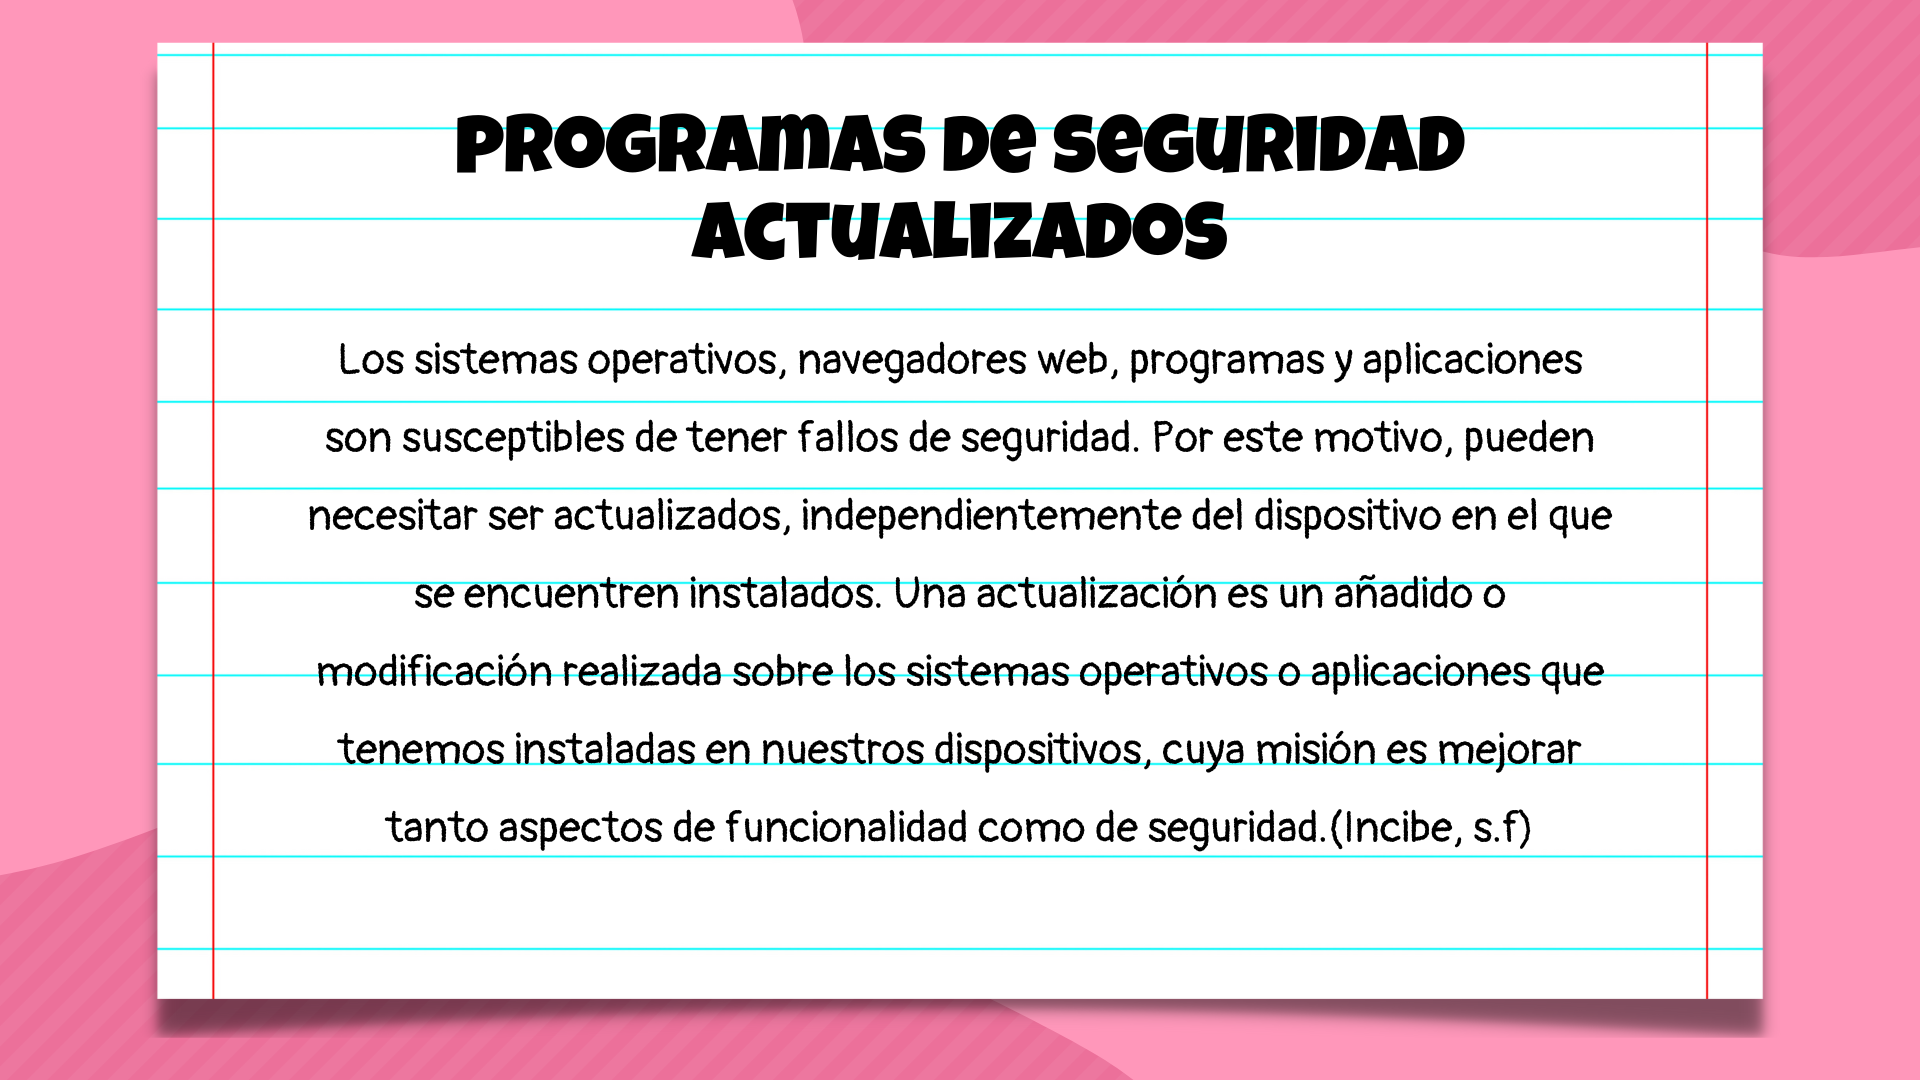 PROGRAMAS DE SEGURIDAD
ACTUALIZADOS
Los sistemas operativos, navegadores web, programas y aplicaciones
son susceptibles de tener fallos de seguridad. Por este motivo, pueden
necesitar ser actualizados, independientemente del dispositivo en el que
se encuentren instalados. Una actualización es un añadido o
modificación realizada sobre los sistemas operativos o aplicaciones que
tenemos instaladas en nuestros dispositivos, cuya misión es mejorar
tanto aspectos de funcionalidad como de seguridad.(Incibe, s.f)